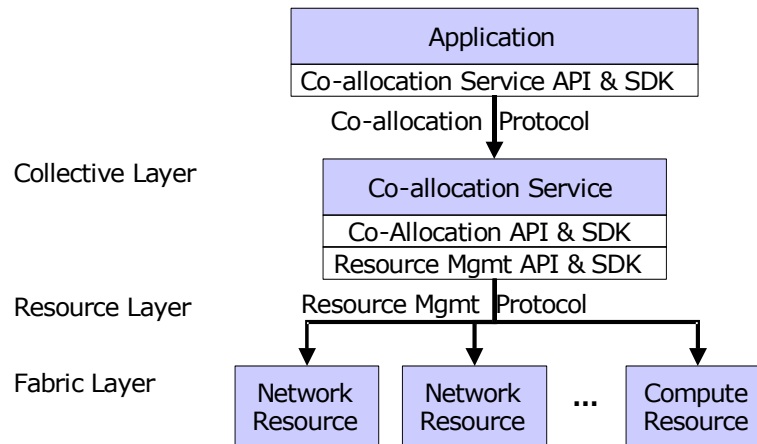 Application
Co-allocation Service API & SDK
Co-allocation Protocol
Collective Layer
Co-allocation Service
Co-Allocation API & SDK
Resource Mgmt API & SDK
Resource Layer
Resource Mgmt Protocol
Fabric Layer
Network
Resource
Network
Resource
...
Compute
Resource